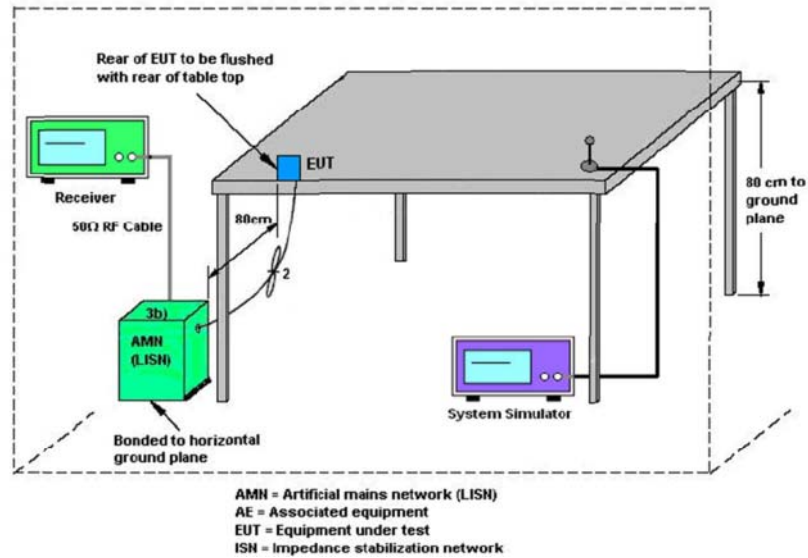 Rear of EUT to be flushed
with rear of table top
EUT
Receiver
50Ω RF Cable
80cm
2
80 cm to
ground
plane
3b)
AMN
(LISN)
System Simulator
Bonded to horizontal
ground plane
AMN = Artificial mains network (LISN)
AE = Associated equipment
EUT = Equipment under test
ISN = Impedance stabilization network